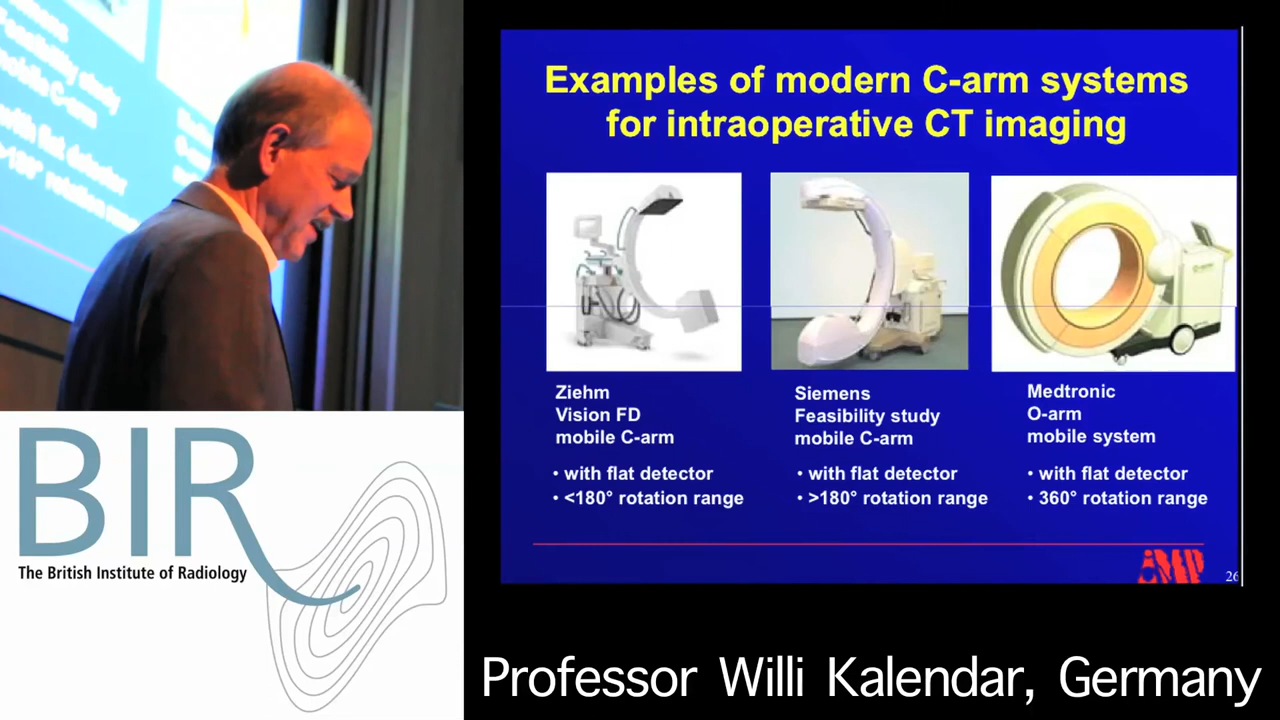 Examples of modern C-arm systems
for intraoperative CT imaging
Ziehm
Vision FD
mobile C-arm
• with flat detector
• <180° rotation range
Siemens
Feasibility study
mobile C-arm
• with flat detector
• >180° rotation range
Medtronic
O-arm
mobile system
• with flat detector
• 360° rotation range
iMP
26
BIR
The British Institute of Radiology
Professor Willi Kalendar, Germany